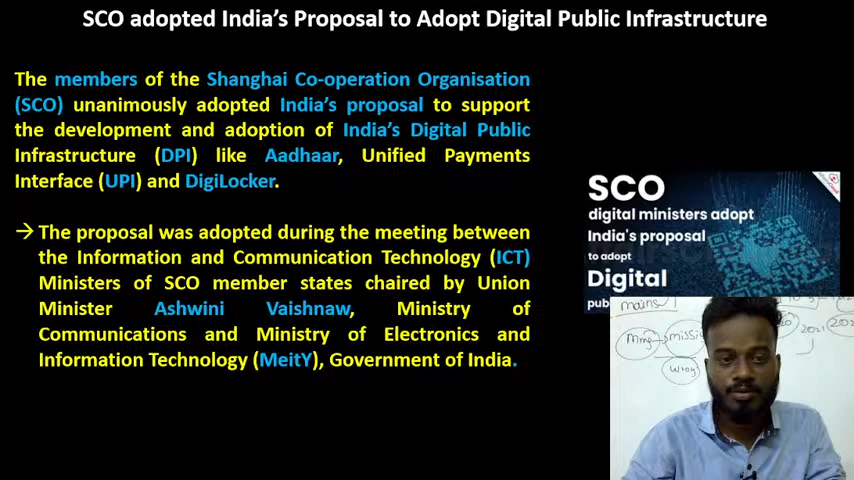 SCO adopted India's Proposal to Adopt Digital Public Infrastructure
The members of the Shanghai Co-operation Organisation
(SCO) unanimously adopted India's proposal to support
the development and adoption of India's Digital Public
Infrastructure (DPI) like Aadhaar, Unified Payments
Interface (UPI) and DigiLocker.
→ The proposal was adopted during the meeting between
the Information and Communication Technology (ICT)
Ministers of SCO member states chaired by Union
Minister Ashwini Vaishnaw, Ministry of
Communications and Ministry of Electronics and
Information Technology (MeitY), Government of India.
SCO
digital ministers adopt
India's proposal
to adopt
Digital
mains
wrog